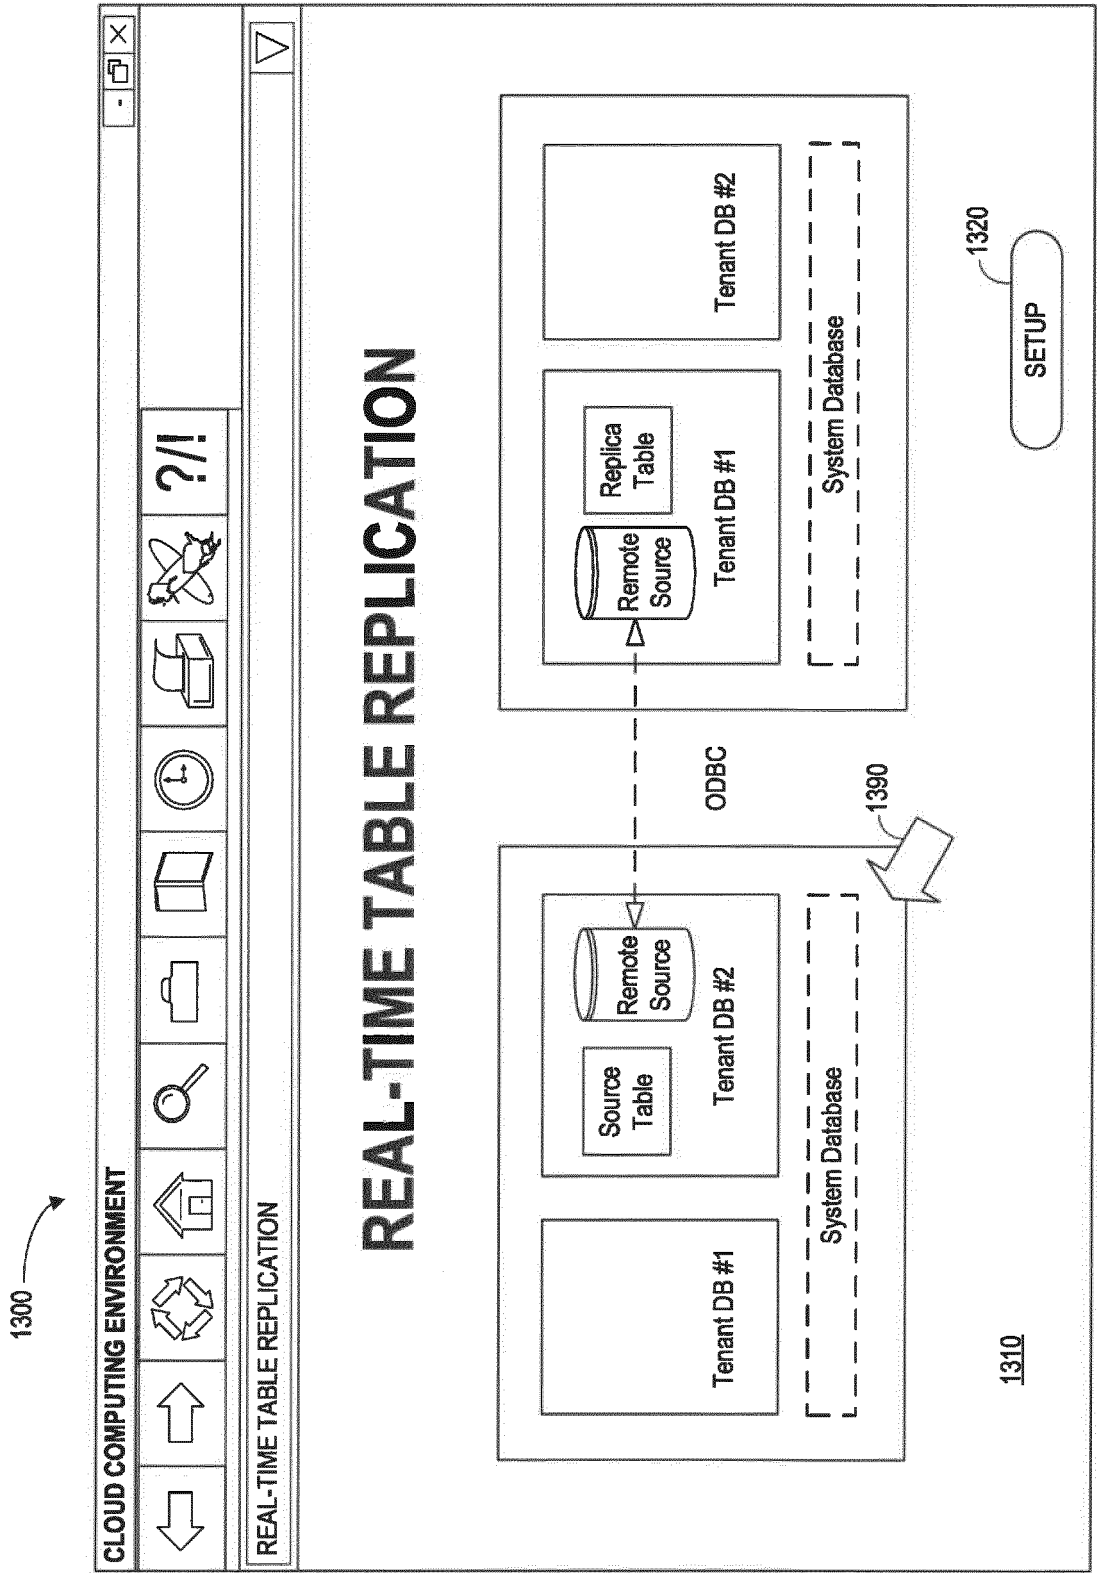 1300
CLOUD COMPUTING ENVIRONMENT
- X
?/!
REAL-TIME TABLE REPLICATION
REAL-TIME TABLE REPLICATION
Source
Table
Remote
Source
Remote
Source
Replica
Table
ODBC
Tenant DB #1
Tenant DB #2
Tenant DB #1
Tenant DB #2
System Database
System Database
1390
1310
1320
SETUP